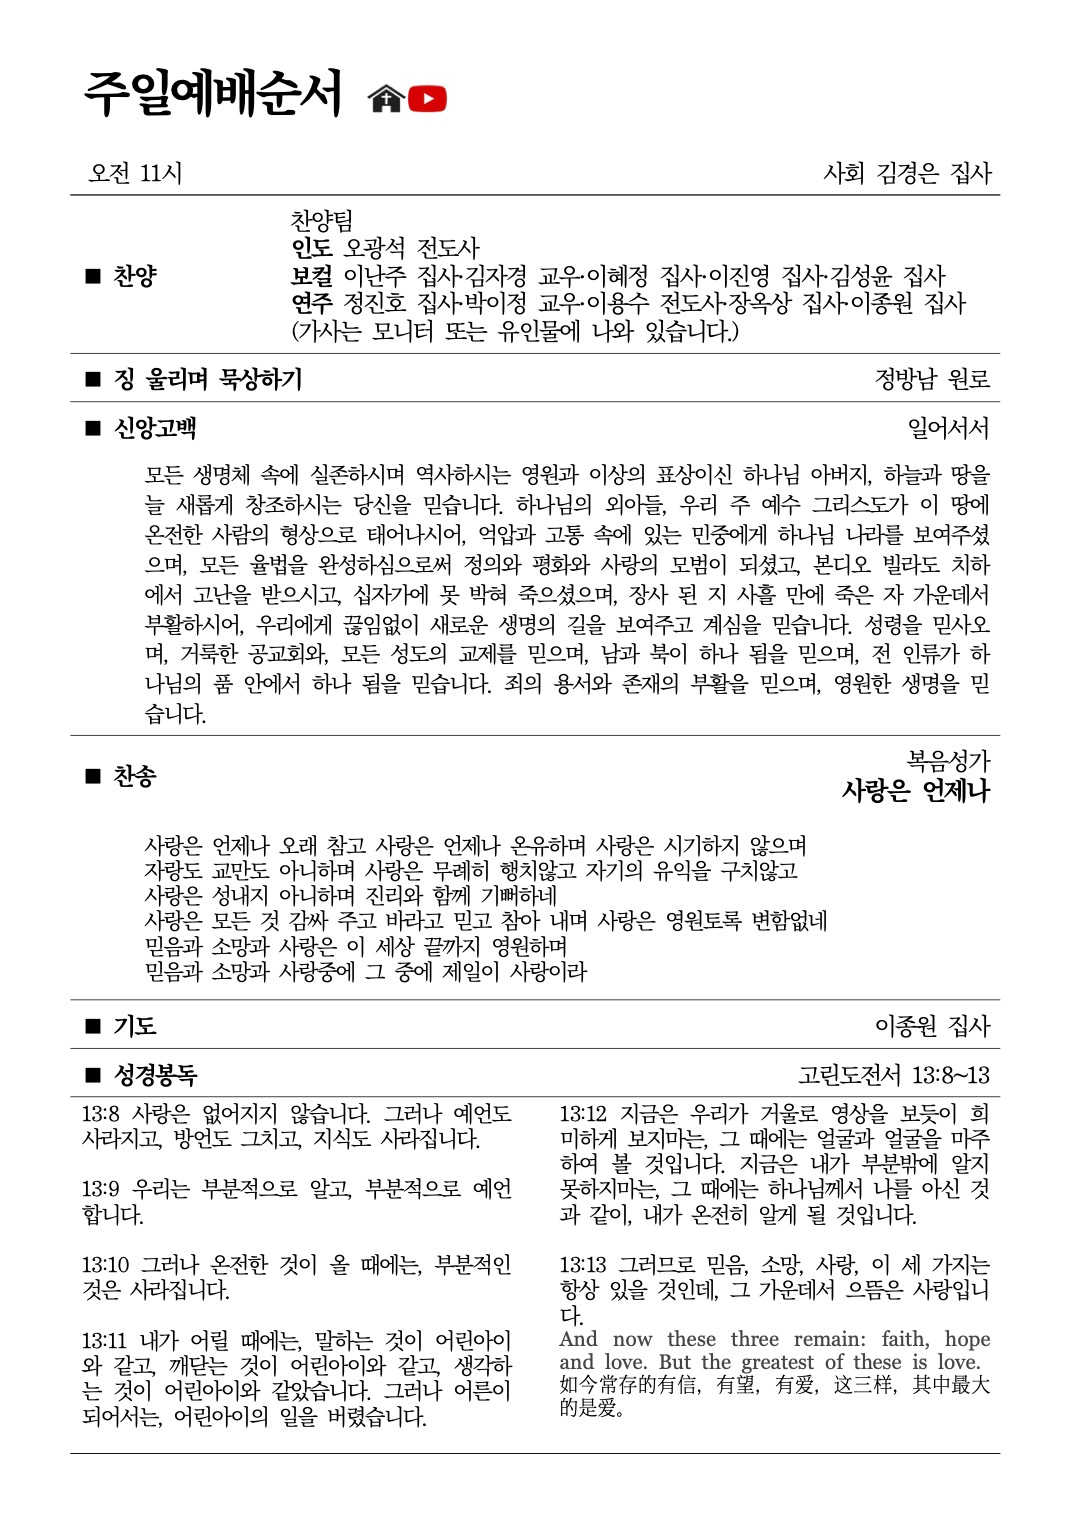 주일예배순서
오전 11시 사회 김경은 집사
■ 찬양
찬양팀
인도 오광석 전도사
보컬 이난주 집사·김자경 교우·이혜정 집사·이진영 집사·김성윤 집사
연주 정진호 집사·박이정 교우·이용수 전도사·장옥상 집사·이종원 집사
(가사는 모니터 또는 유인물에 나와 있습니다.)
■ 징 울리며 묵상하기 정방남 원로
■ 신앙고백 일어서서
모든 생명체 속에 실존하시며 역사하시는 영원과 이상의 표상이신 하나님 아버지, 하늘과 땅을
늘 새롭게 창조하시는 당신을 믿습니다. 하나님의 외아들, 우리 주 예수 그리스도가 이 땅에
온전한 사람의 형상으로 태어나시어, 억압과 고통 속에 있는 민중에게 하나님 나라를 보여주셨
으며, 모든 율법을 완성하심으로써 정의와 평화와 사랑의 모범이 되셨고, 본디오 빌라도 치하
에서 고난을 받으시고, 십자가에 못 박혀 죽으셨으며, 장사 된 지 사흘 만에 죽은 자 가운데서
부활하시어, 우리에게 끊임없이 새로운 생명의 길을 보여주고 계심을 믿습니다. 성령을 믿사오
며, 거룩한 공교회와, 모든 성도의 교제를 믿으며, 남과 북이 하나 됨을 믿으며, 전 인류가 하
나님의 품 안에서 하나 됨을 믿습니다. 죄의 용서와 존재의 부활을 믿으며, 영원한 생명을 믿
습니다.
■ 찬송
복음성가
사랑은 언제나
사랑은 언제나 오래 참고 사랑은 언제나 온유하며 사랑은 시기하지 않으며
자랑도 교만도 아니하며 사랑은 무례히 행치않고 자기의 유익을 구치않고
사랑은 성내지 아니하며 진리와 함께 기뻐하네
사랑은 모든 것 감싸 주고 바라고 믿고 참아 내며 사랑은 영원토록 변함없네
믿음과 소망과 사랑은 이 세상 끝까지 영원하며
믿음과 소망과 사랑중에 그 중에 제일이 사랑이라
■ 기도 이종원 집사
■ 성경봉독 고린도전서 13:8~13
13:8 사랑은 없어지지 않습니다. 그러나 예언도
사라지고, 방언도 그치고, 지식도 사라집니다.
13:9 우리는 부분적으로 알고, 부분적으로 예언
합니다.
13:10 그러나 온전한 것이 올 때에는, 부분적인
것은 사라집니다.
13:11 내가 어릴 때에는, 말하는 것이 어린아이
와 같고, 깨닫는 것이 어린아이와 같고, 생각하
는 것이 어린아이와 같았습니다. 그러나 어른이
되어서는, 어린아이의 일을 버렸습니다.
13:12 지금은 우리가 거울로 영상을 보듯이 희
미하게 보지마는, 그 때에는 얼굴과 얼굴을 마주
하여 볼 것입니다. 지금은 내가 부분밖에 알지
못하지마는, 그 때에는 하나님께서 나를 아신 것
과 같이, 내가 온전히 알게 될 것입니다.
13:13 그러므로 믿음, 소망, 사랑, 이 세 가지는
항상 있을 것인데, 그 가운데서 으뜸은 사랑입니
다.
And now these three remain: faith, hope
and love. But the greatest of these is love.
如今常存的有信，有望，有爱，这三样，其中最大
的是爱。